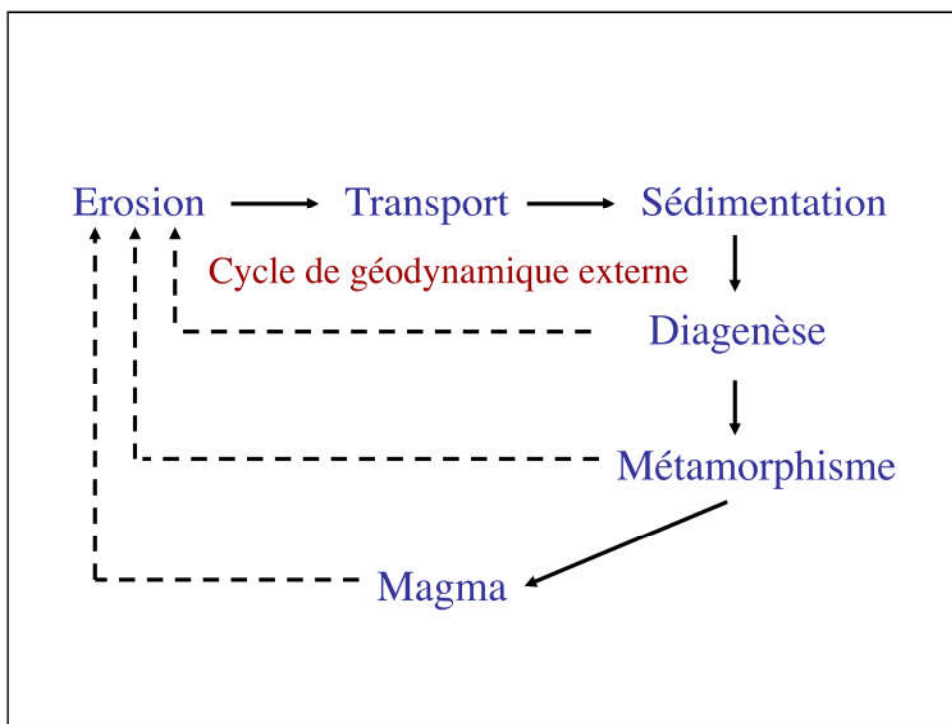 Erosion Transport Sédimentation
Cycle de géodynamique externe
Diagenèse
Métamorphisme
Magma